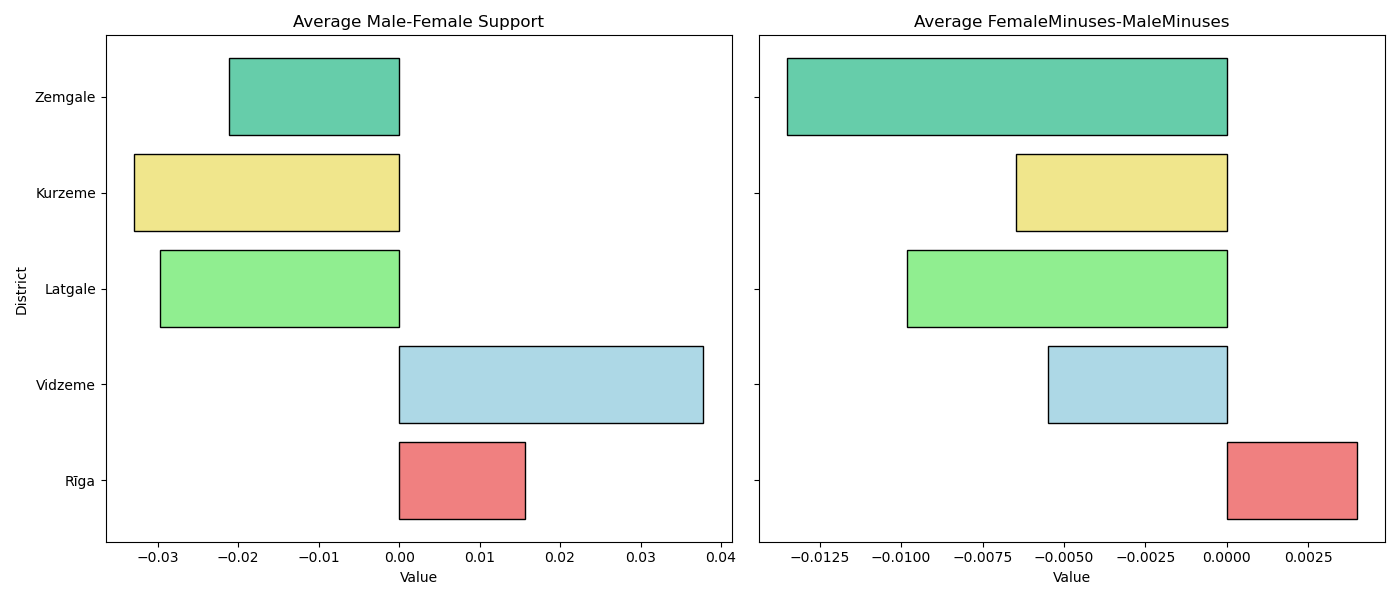 Average Male-Female Support
Average FemaleMinuses-MaleMinuses
District
Zemgale
Kurzeme
Latgale
Vidzeme
Rīga
−0.03 −0.02 −0.01 0.00 0.01 0.02 0.03 0.04
Value
−0.0125 −0.0100 −0.0075 −0.0050 −0.0025 0.0000 0.0025
Value